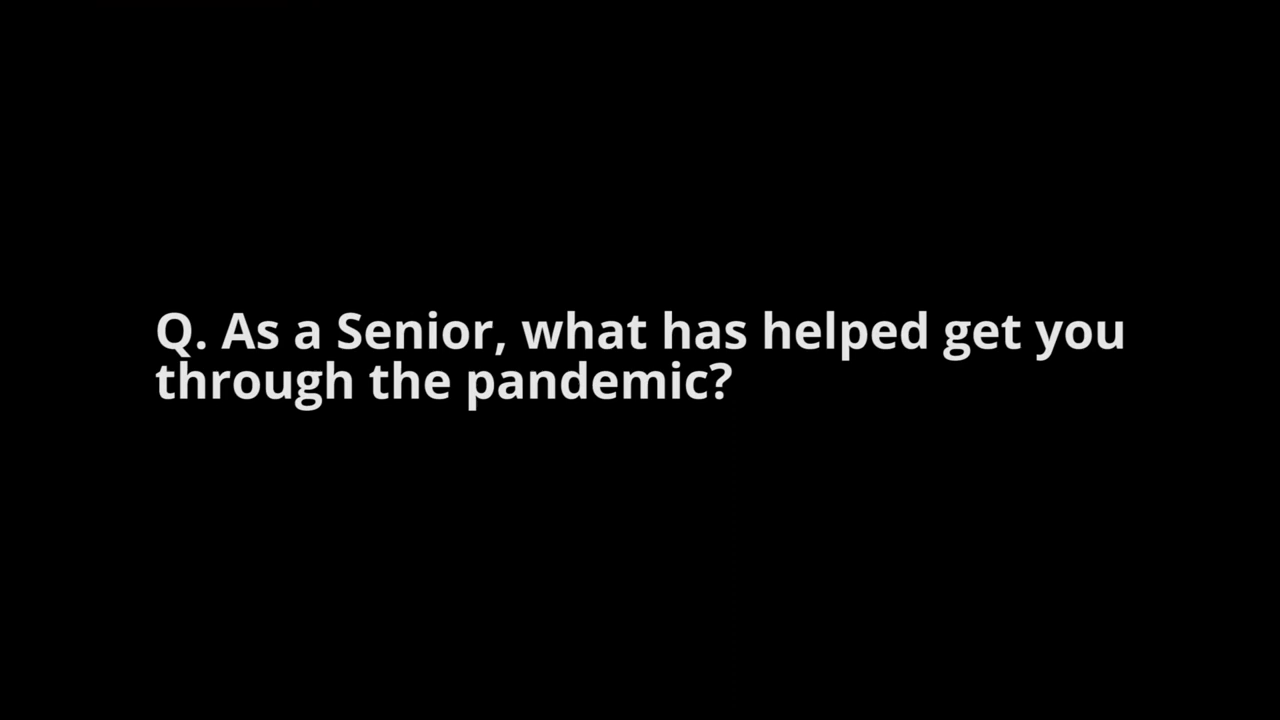 Q. As a Senior, what has helped get you
through the pandemic?